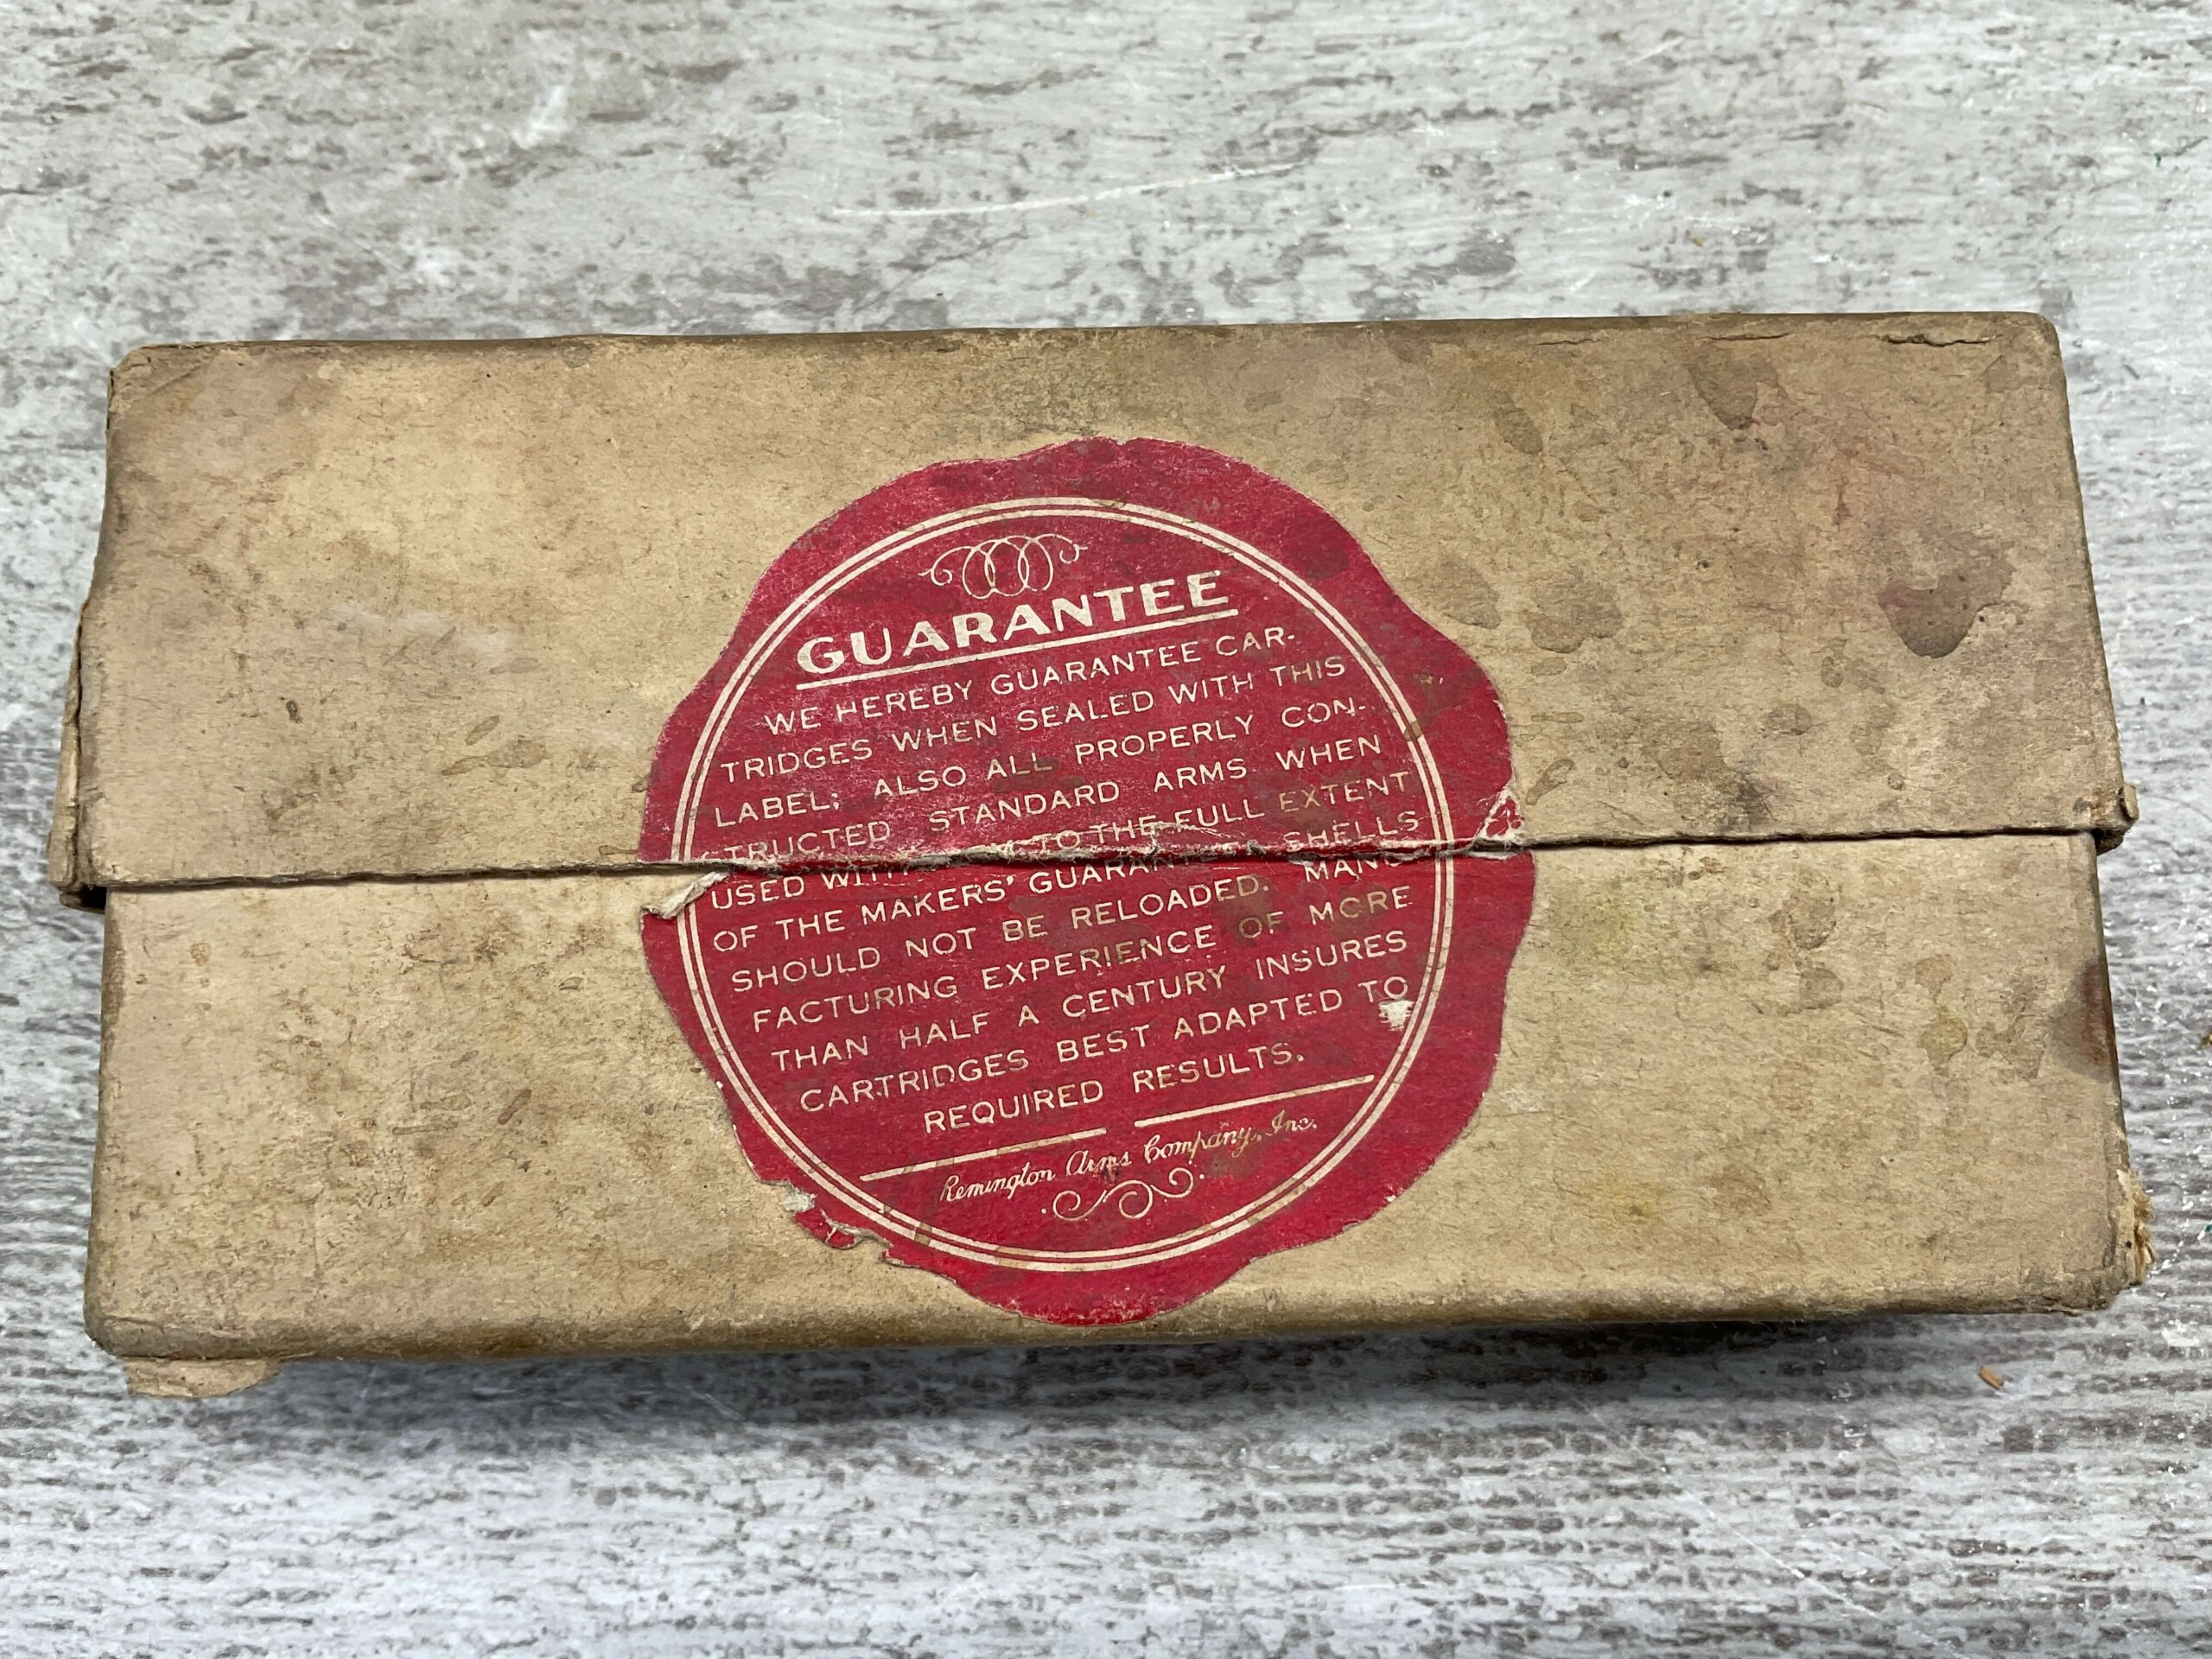 GUARANTEE
WE HEREBY GUARANTEE CAR-
TRIDGES WHEN SEALED WITH THIS
LABEL; ALSO ALL PROPERLY CON-
TRUCTED STANDARD ARMS WHEN
USED WITH TO THE FULL EXTENT
OF THE MAKERS' GUARANTEE. SHELLS
SHOULD NOT BE RELOADED. MANU-
FACTURING EXPERIENCE OF MORE
THAN HALF A CENTURY INSURES
CARTRIDGES BEST ADAPTED TO
REQUIRED RESULTS.
Remington Arms Company, Inc.